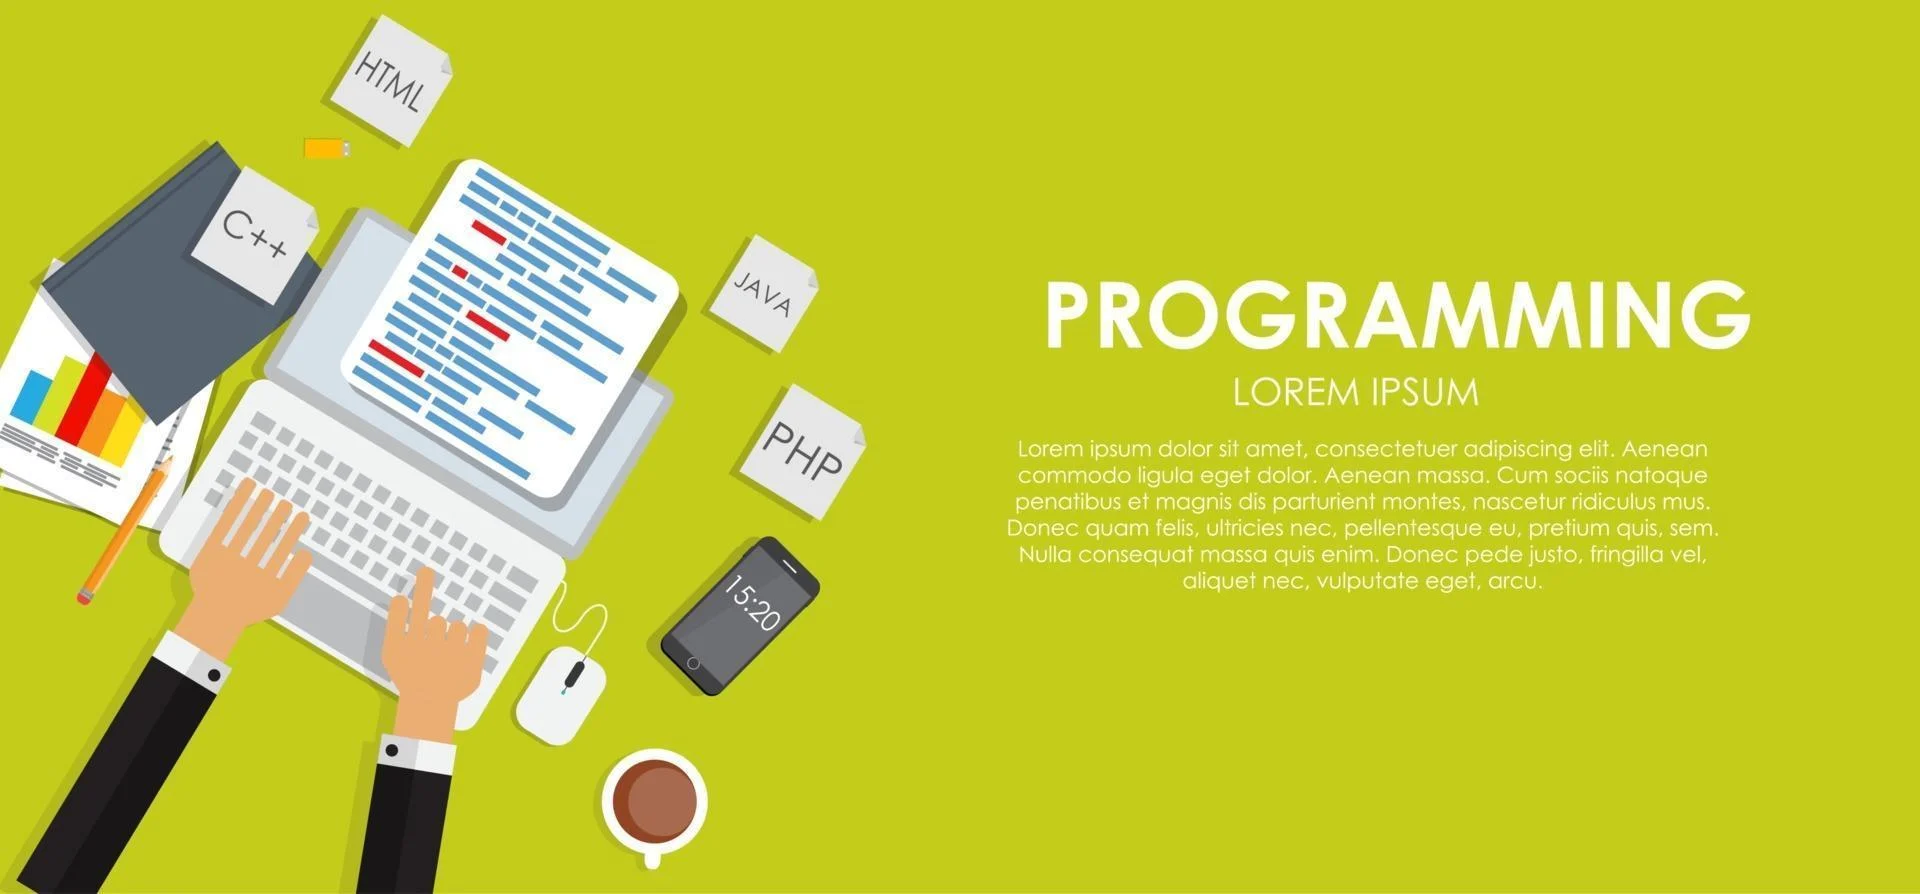 HTML
C++
JAVA
PHP
15:20
PROGRAMMING
LOREM IPSUM
Lorem ipsum dolor sit amet, consectetuer adipiscing elit. Aenean
commodo ligula eget dolor. Aenean massa. Cum sociis natoque
penatibus et magnis dis parturient montes, nascetur ridiculus mus.
Donec quam felis, ultricies nec, pellentesque eu, pretium quis, sem.
Nulla consequat massa quis enim. Donec pede justo, fringilla vel,
aliquet nec, vulputate eget, arcu.